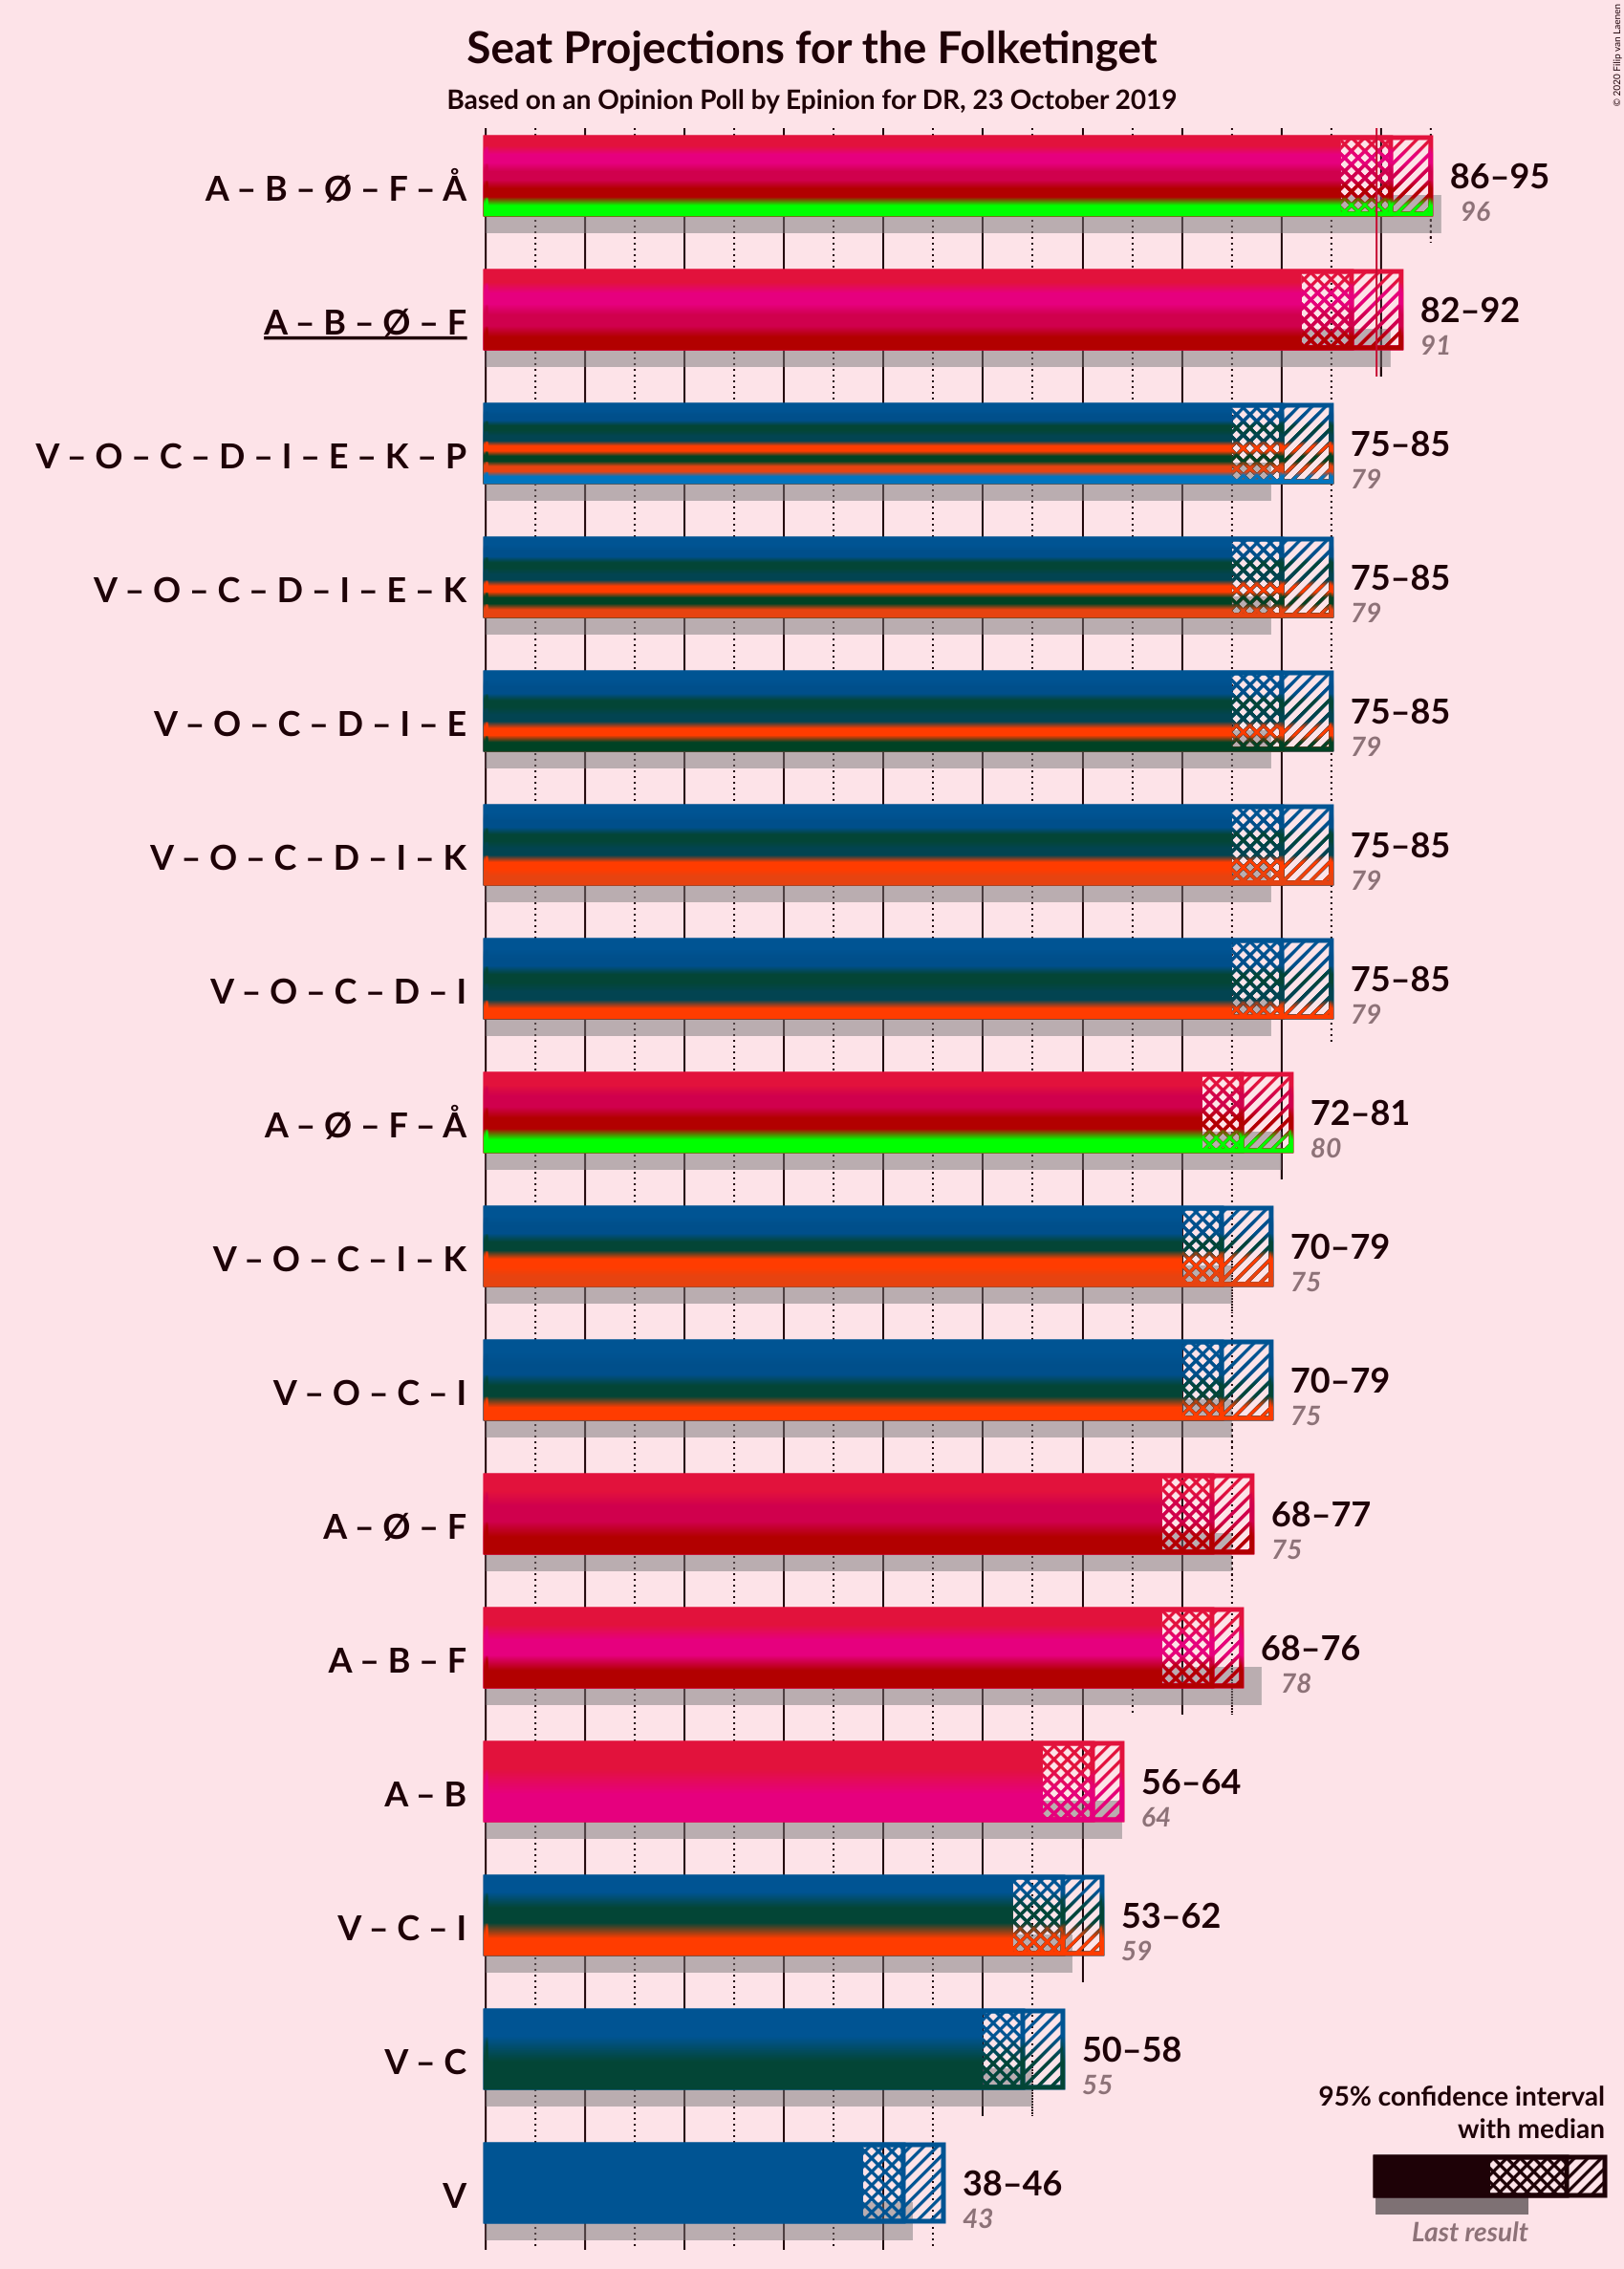 Seat Projections for the Folketinget
Based on an Opinion Poll by Epinion for DR, 23 October 2019
© 2020 Filip van Laenen
A – B – Ø – F – Å
86–95
96
A – B – Ø – F
82–92
91
V – O – C – D – I – E – K – P
75–85
79
V – O – C – D – I – E – K
75–85
79
V – O – C – D – I – E
75–85
79
V – O – C – D – I – K
75–85
79
V – O – C – D – I
75–85
79
A – Ø – F – Å
72–81
80
V – O – C – I – K
70–79
75
V – O – C – I
70–79
75
A – Ø – F
68–77
75
A – B – F
68–76
78
A – B
56–64
64
V – C – I
53–62
59
V – C
50–58
55
V
38–46
43
95% confidence interval
with median
Last result